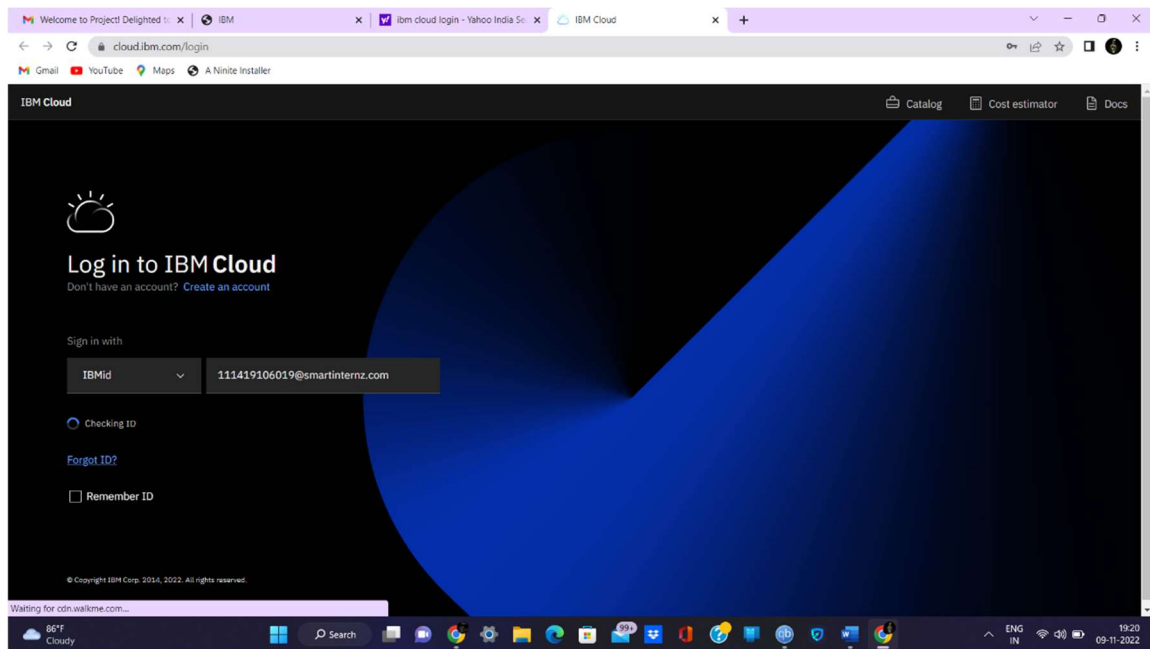 Welcome to Project! Delighted t
IBM
ibm cloud login - Yahoo India Se
IBM Cloud
cloud.ibm.com/login
Gmail
YouTube
Maps
A Ninite Installer
IBM Cloud
Catalog
Cost estimator
Docs
Log in to IBM Cloud
Don't have an account? Create an account
Sign in with
IBMid
111419106019@smartinternz.com
Checking ID
Forgot ID?
Remember ID
© Copyright IBM Corp. 2014, 2022. All rights reserved.
Waiting for cdn.walkme.com...
86°F
Cloudy
Search
99+
ENG
IN
19:20
09-11-2022